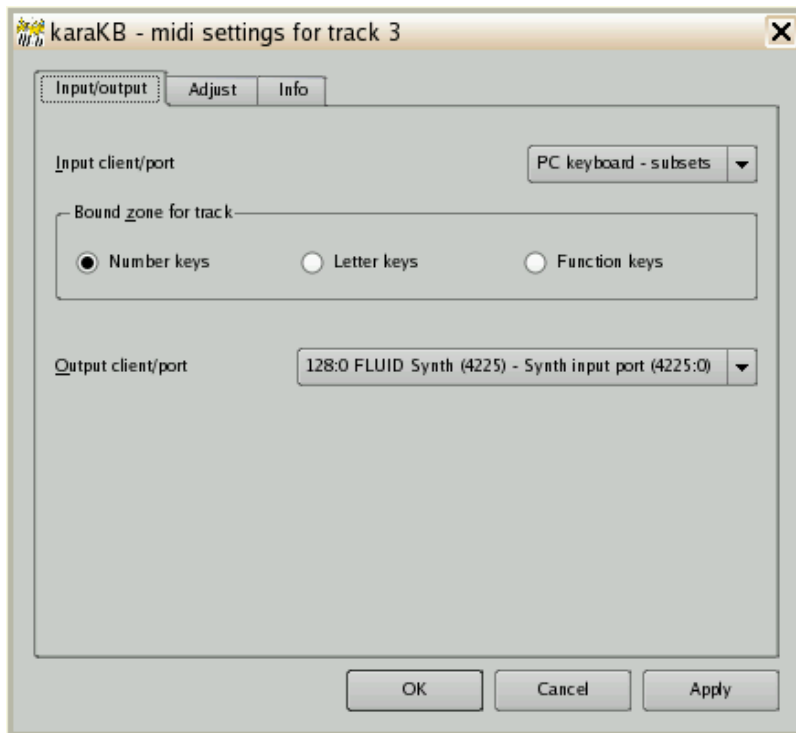 karaKB - midi settings for track 3
Input/output Adjust Info
Input client/port PC keyboard - subsets
Bound zone for track
Number keys Letter keys Function keys
Output client/port 128:0 FLUID Synth (4225) - Synth input port (4225:0)
OK Cancel Apply